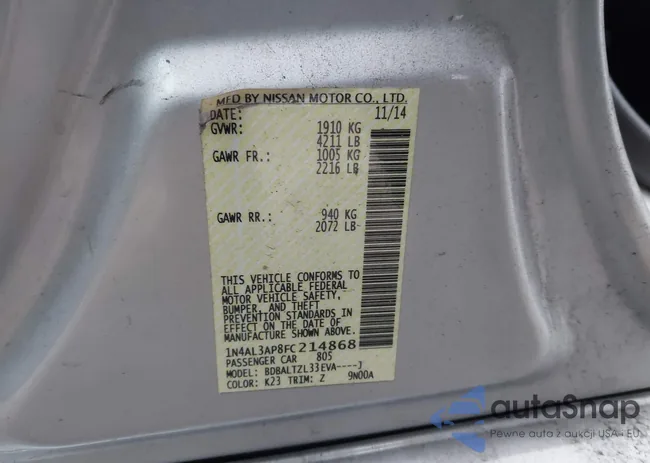 MFD BY NISSAN MOTOR CO., LTD.
DATE: 11/14
GVWR: 1910 KG
4211 LB
GAWR FR.: 1005 KG
2216 LB
GAWR RR.: 940 KG
2072 LB
THIS VEHICLE CONFORMS TO
ALL APPLICABLE FEDERAL
MOTOR VEHICLE SAFETY,
BUMPER, AND THEFT
PREVENTION STANDARDS IN
EFFECT ON THE DATE OF
MANUFACTURE SHOWN ABOVE.
1N4AL3AP8FC214868
PASSENGER CAR 805
MODEL: BDBALTZL33EVA----J
COLOR: K23 TRIM: Z 9N00A
autoSnap
Pewne auta z aukcji USA - EU